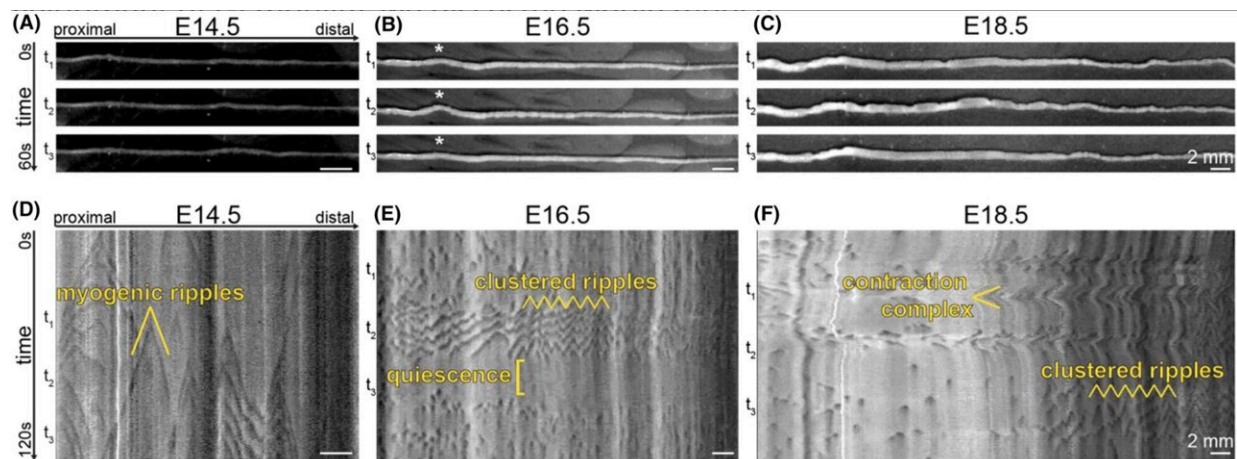 (A) E14.5
proximal distal
0s
time
60s
t1
t2
t3
(B) E16.5
*
t1
*
t2
*
t3
(C) E18.5
t1
t2
t3
2 mm
(D) E14.5
proximal distal
0s
time
120s
t1
t2
t3
myogenic ripples
(E) E16.5
t1
t2
t3
clustered ripples
quiescence
(F) E18.5
t1
t2
t3
contraction
complex
clustered ripples
2 mm